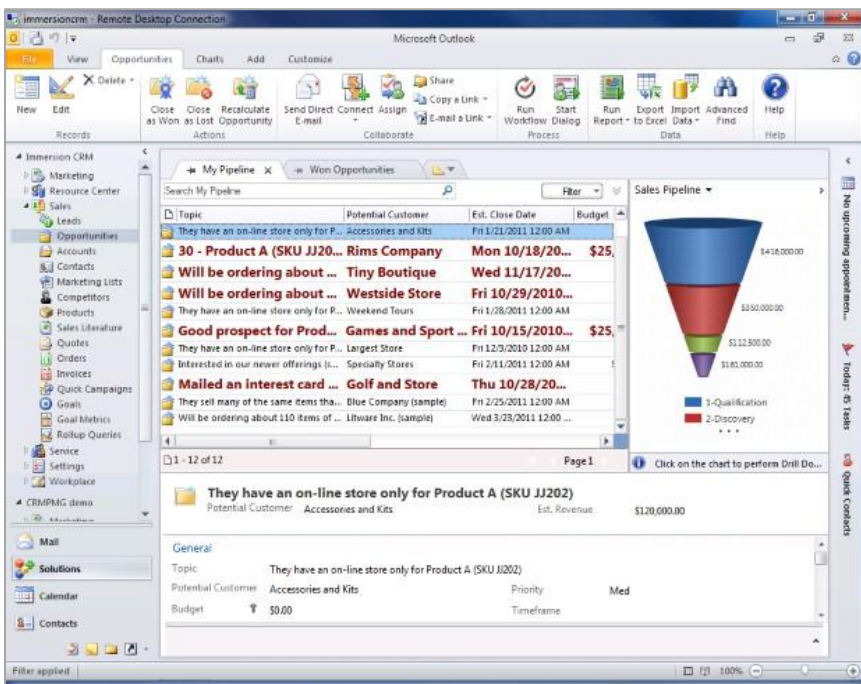 immersioncrm - Remote Desktop Connection
Microsoft Outlook
File View Opportunities Charts Add Customize
New Edit Delete
Close as Won Close as Lost Recalculate Opportunity
Send Direct E-mail Connect Assign Share Copy a Link E-mail a Link
Run Workflow Start Dialog
Run Report Export to Excel Import Data Advanced Find
Help
Records Actions Collaborate Process Data Help
Immersion CRM
Marketing
Resource Center
Sales
Leads
Opportunities
Accounts
Contacts
Marketing Lists
Competitors
Products
Sales Literature
Quotes
Orders
Invoices
Quick Campaigns
Goals
Goal Metrics
Rollup Queries
Service
Settings
Workplace
CRMPMG demo
Mail
Solutions
Calendar
Contacts
My Pipeline x Won Opportunities
Search My Pipeline Filter
Topic Potential Customer Est. Close Date Budget
They have an on-line store only for P... Accessories and Kits Fri 1/21/2011 12:00 AM
30 - Product A (SKU JJ20... Rims Company Mon 10/18/20... $25,
Will be ordering about ... Tiny Boutique Wed 11/17/20...
Will be ordering about ... Westside Store Fri 10/29/2010...
They have an on-line store only for P... Weekend Tours Fri 1/28/2011 12:00 AM
Good prospect for Prod... Games and Sport ... Fri 10/15/2010... $25,
They have an on-line store only for P... Largest Store Fri 12/3/2010 12:00 AM
Interested in our newer offerings (s... Specialty Stores Fri 2/11/2011 12:00 AM
Mailed an interest card ... Golf and Store Thu 10/28/20...
They sell many of the same items tha... Blue Company (sample) Fri 2/25/2011 12:00 AM
Will be ordering about 110 items of ... Litware Inc. (sample) Wed 3/23/2011 12:00 ...
1 - 12 of 12 Page 1
Sales Pipeline
$350,000.00
$112,500.00
1-Qualification
2-Discovery
Click on the chart to perform Drill Do...
They have an on-line store only for Product A (SKU JJ202)
Potential Customer Accessories and Kits Est. Revenue $120,000.00
General
Topic They have an on-line store only for Product A (SKU JJ202)
Potential Customer Accessories and Kits Priority Med
Budget $0.00 Timeframe
No upcoming appointmen...
Today: 45 Tasks
Quick Contacts
Filter applied 100%